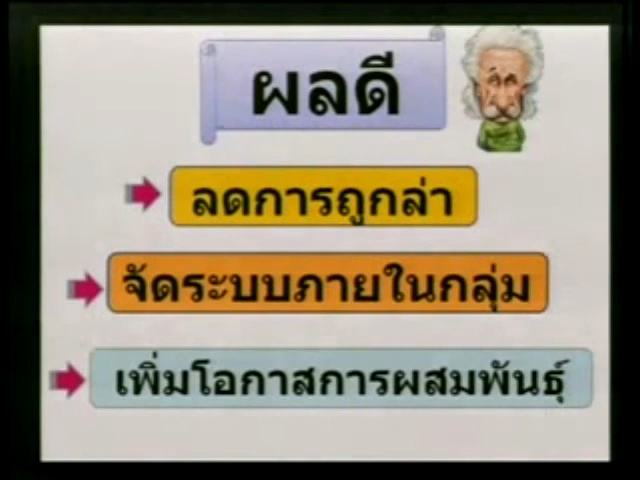 ผลดี
ลดการถูกล่า
จัดระบบภายในกลุ่ม
เพิ่มโอกาสการผสมพันธุ์